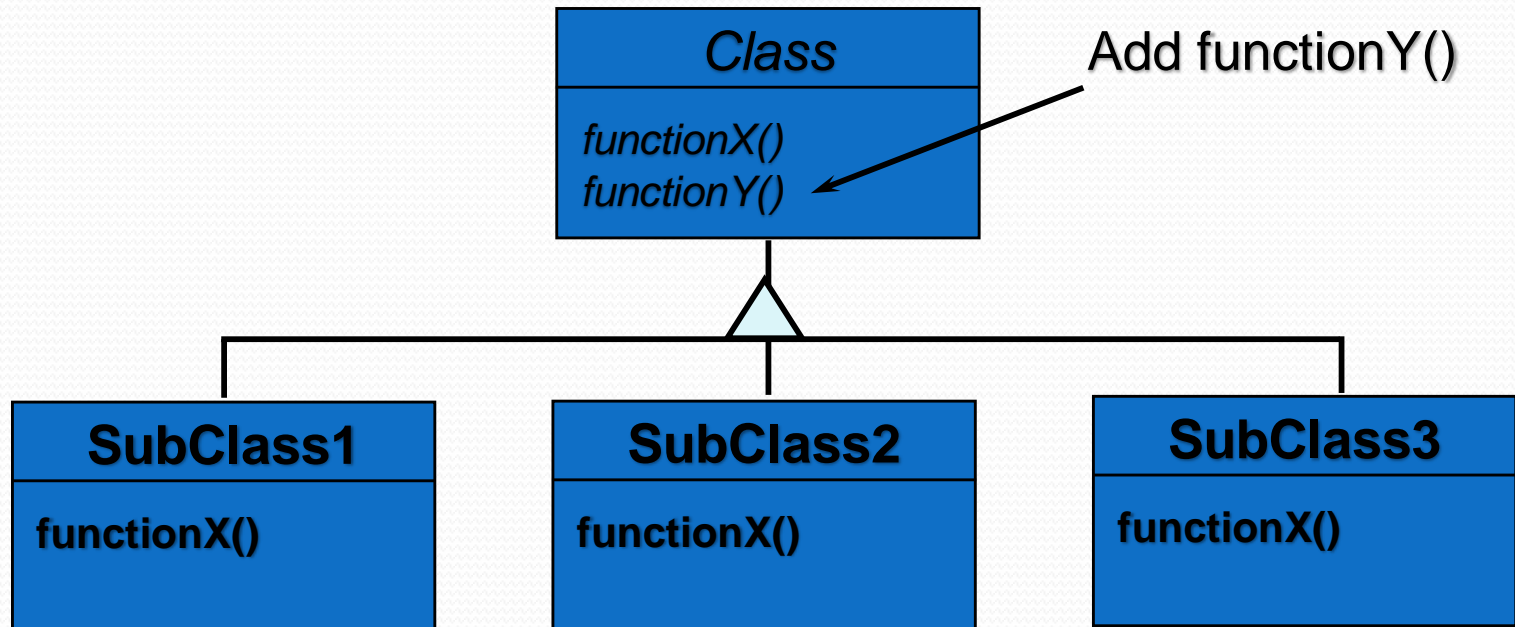 Class
Add functionY()
functionX()
functionY()
SubClass1
functionX()
SubClass2
functionX()
SubClass3
functionX()